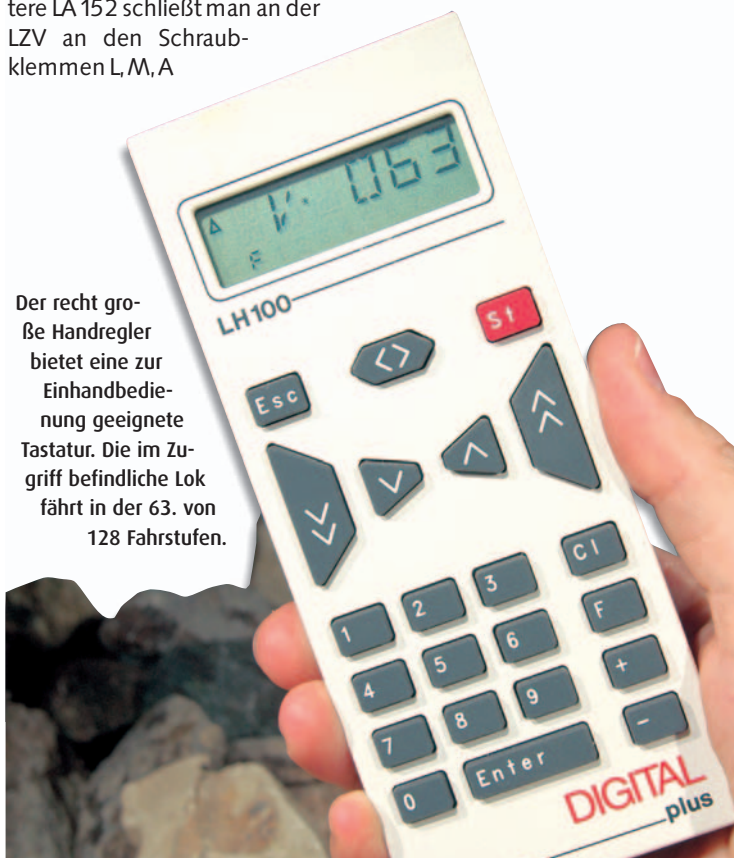 tere LA 152 schließt man an der
LZV an den Schraub-
klemmen L, M, A
Der recht gro-
ße Handregler
bietet eine zur
Einhandbedie-
nung geeignete
Tastatur. Die im Zu-
griff befindliche Lok
fährt in der 63. von
128 Fahrstufen.
V· 063
F
LH100
St
<>
Esc
1 2 3 Cl
4 5 6 F
7 8 9 +
0 Enter -
DIGITAL
plus